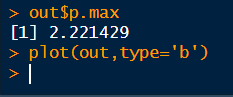 > out$p.max
[1] 2.221429
> plot(out,type='b')
>